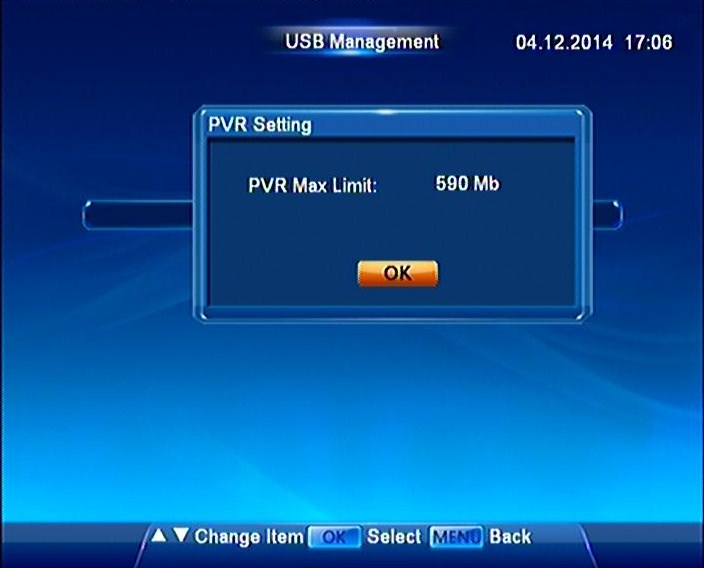 USB Management 04.12.2014 17:06
PVR Setting
PVR Max Limit: 590 Mb
OK
▲▼ Change Item OK Select MENU Back